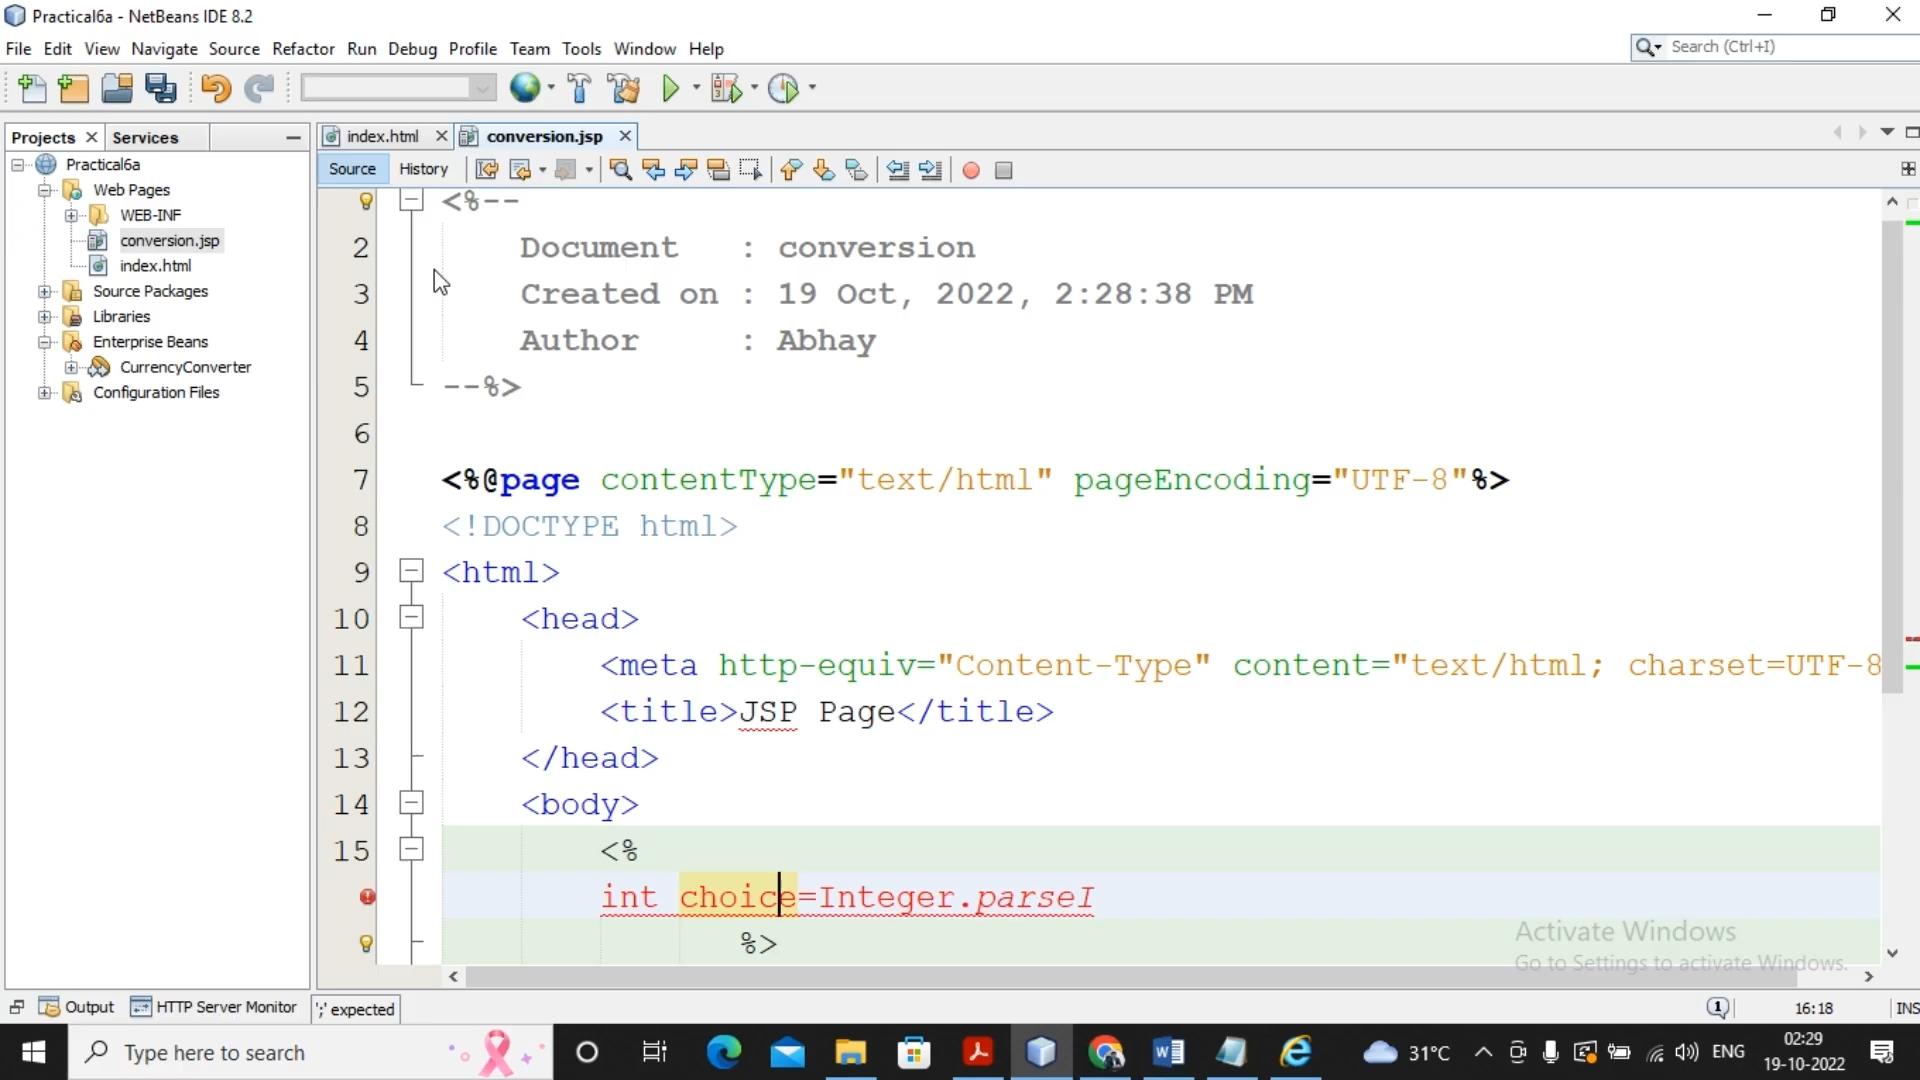 Practical6a - NetBeans IDE 8.2
File Edit View Navigate Source Refactor Run Debug Profile Team Tools Window Help
Search (Ctrl+I)
Projects Services
index.html conversion.jsp
Source History
Practical6a
Web Pages
WEB-INF
conversion.jsp
index.html
Source Packages
Libraries
Enterprise Beans
CurrencyConverter
Configuration Files
<%--
2 Document : conversion
3 Created on : 19 Oct, 2022, 2:28:38 PM
4 Author : Abhay
5 --%>
6
7 <%@page contentType="text/html" pageEncoding="UTF-8"%>
8 <!DOCTYPE html>
9 <html>
10 <head>
11 <meta http-equiv="Content-Type" content="text/html; charset=UTF-8
12 <title>JSP Page</title>
13 </head>
14 <body>
15 <%
int choice=Integer.parseI
%>
Activate Windows
Go to Settings to activate Windows.
Output HTTP Server Monitor ';' expected
1 16:18 INS
Type here to search
31°C ENG
02:29
19-10-2022